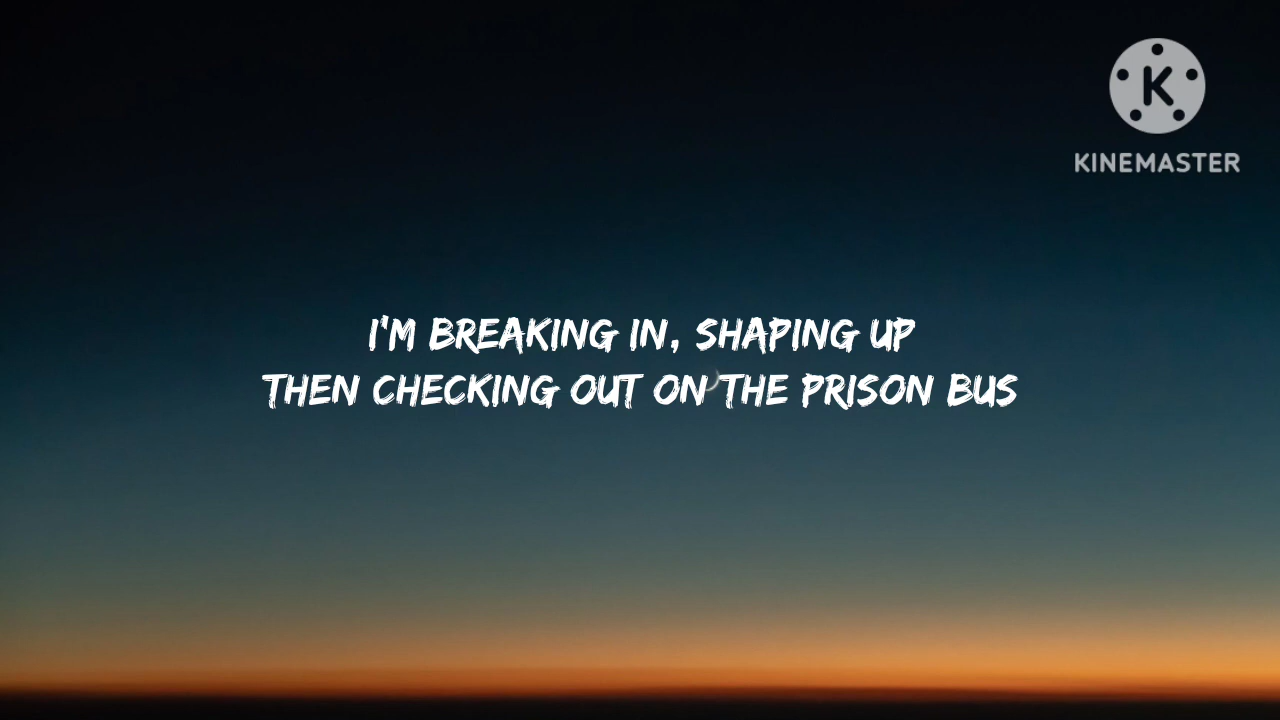 K
KINEMASTER
I'M BREAKING IN, SHAPING UP
THEN CHECKING OUT ON THE PRISON BUS